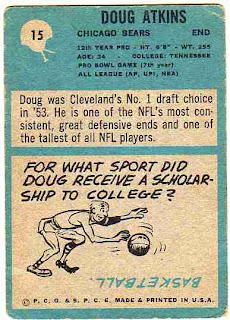 15
DOUG ATKINS
CHICAGO BEARS END
12TH YEAR PRO - HT. 6'8" - WT. 255
AGE: 34 - COLLEGE: TENNESSEE
PRO BOWL GAME (7th year)
ALL LEAGUE (AP, UPI, NEA)
Doug was Cleveland's No. 1 draft choice
in '53. He is one of the NFL's most con-
sistent, great defensive ends and one of
the tallest of all NFL players.
FOR WHAT SPORT DID
DOUG RECEIVE A SCHOLAR-
SHIP TO COLLEGE?
BASKETBALL
© P. C. G. & S. P. C. E. MADE & PRINTED IN U.S.A.